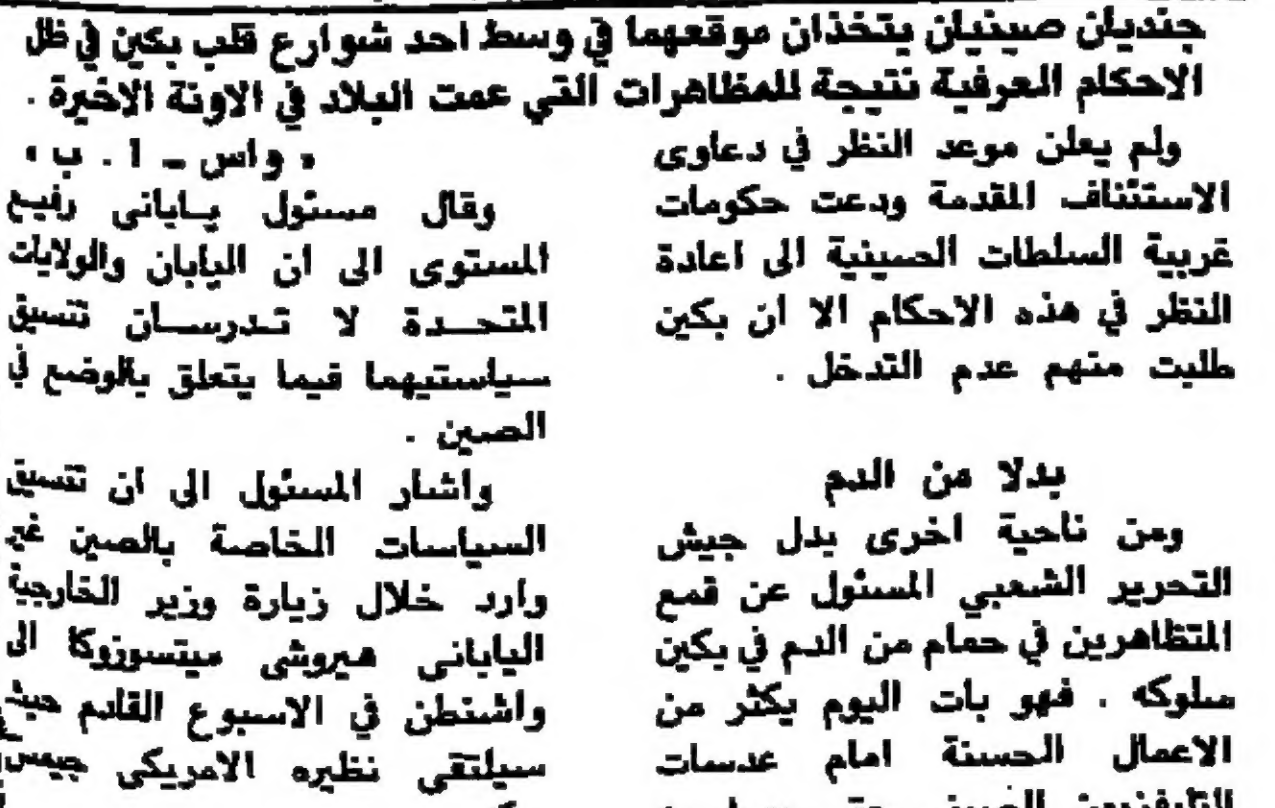 جنديان صينيان يتخذان موقعهما في وسط احد شوارع قلب بكين في ظل
الاحكام العرفية نتيجة للمظاهرات التي عمت البلاد في الاونة الاخيرة .
« واس ـ ا . ب »
ولم يعلن موعد النظر في دعاوى
الاستئناف المقدمة ودعت حكومات
غربية السلطات الصينية الى اعادة
النظر في هذه الاحكام الا ان بكين
طلبت منهم عدم التدخل .
بدلا من الدم
ومن ناحية اخرى بدل جيش
التحرير الشعبي المسئول عن قمع
المتظاهرين في حمام من الدم في بكين
سلوكه . فهو بات اليوم يكثر من
الاعمال الحسنة امام عدسات
وقال مسئول يابانى رفيع
المستوى الى ان اليابان والولايات
المتحدة لا تدرسان تنسيق
سياستيهما فيما يتعلق بالوضع في
الصين .
واشار المسئول الى ان تنسيق
السياسات الخاصة بالصين غير
وارد خلال زيارة وزير الخارجية
اليابانى هيروشى ميتسوزوكا الى
واشنطن في الاسبوع القادم حيث
سيلتقى نظيره الامريكى جيمس